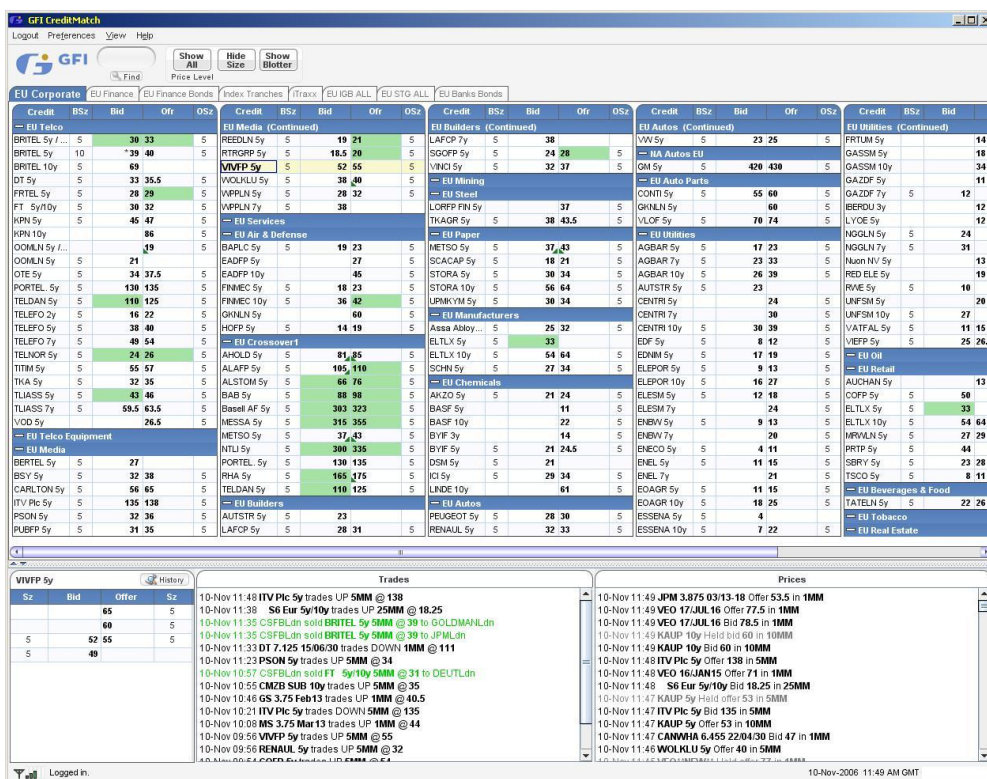 GFI CreditMatch
Logout Preferences View Help
GFI
Find
Show All
Hide Size
Show Blotter
Price Level
EU Corporate EU Finance EU Finance Bonds Index Tranches iTraxx EU IGB ALL EU STG ALL EU Banks Bonds
Credit BSz Bid Ofr OSz
EU Telco
BRITEL 5y /... 5 30 33 5
BRITEL 5y 10 *39 40 5
BRITEL 10y 5 69 5
DT 5y 5 33 35.5 5
FRTEL 5y 5 28 29 5
FT 5y/10y 5 30 32 5
KPN 5y 5 45 47 5
KPN 10y 86 5
OOMLN 5y /... 19 5
OOMLN 5y 5 21
OTE 5y 5 34 37.5 5
PORTEL. 5y 5 130 135 5
TELDAN 5y 5 110 125 5
TELEFO 2y 5 16 22 5
TELEFO 5y 5 38 40 5
TELEFO 7y 5 49 54 5
TELNOR 5y 5 24 26 5
TITIM 5y 5 55 57 5
TKA 5y 5 32 35 5
TLIASS 5y 5 43 46 5
TLIASS 7y 5 59.5 63.5 5
VOD 5y 26.5 5
EU Telco Equipment
EU Media
BERTEL 5y 5 27
BSY 5y 5 32 38 5
CARLTON 5y 5 56 65 5
ITV Plc 5y 5 135 138 5
PSON 5y 5 32 36 5
PUBFP 5y 5 31 35 5
Credit BSz Bid Ofr OSz
EU Media (Continued)
REEDLN 5y 5 19 21 5
RTRGRP 5y 5 18.5 20 5
VIVFP 5y 5 52 55 5
WOLKLU 5y 5 38 40 5
WPPLN 5y 5 28 32 5
WPPLN 7y 5 38
EU Services
EU Air & Defense
BAPLC 5y 5 19 23 5
EADFP 5y 27 5
EADFP 10y 45 5
FINMEC 5y 5 18 23 5
FINMEC 10y 5 36 42 5
GKNLN 5y 60 5
HOFP 5y 5 14 19 5
EU Crossover1
AHOLD 5y 5 81 85 5
ALAFP 5y 5 105 110 5
ALSTOM 5y 5 66 76 5
BAB 5y 5 88 98 5
Basell AF 5y 5 303 323 5
MESSA 5y 5 315 355 5
METSO 5y 5 37 43 5
NTLI 5y 5 300 335 5
PORTEL. 5y 5 130 135 5
RHA 5y 5 165 175 5
TELDAN 5y 5 110 125 5
EU Builders
AUTSTR 5y 5 23
LAFCP 5y 5 28 31 5
Credit BSz Bid Ofr OSz
EU Builders (Continued)
LAFCP 7y 5 38
SGOFP 5y 5 24 28 5
VINCI 5y 5 32 37 5
EU Mining
EU Steel
LORFP FIN 5y 37 5
TKAGR 5y 5 38 43.5 5
EU Paper
METSO 5y 5 37 43 5
SCACAP 5y 5 18 21 5
STORA 5y 5 30 34 5
STORA 10y 5 56 64 5
UPMKYM 5y 5 30 34 5
EU Manufacturers
Assa Abloy... 5 25 32 5
ELTLX 5y 5 33
ELTLX 10y 5 54 64 5
SCHN 5y 5 27 34 5
EU Chemicals
AKZO 5y 5 21 24 5
BASF 5y 11 5
BASF 10y 22 5
BYIF 3y 14 5
BYIF 5y 5 21 24.5 5
DSM 5y 5 21
ICI 5y 5 29 34 5
LINDE 10y 61 5
EU Autos
PEUGEOT 5y 5 28 30 5
RENAUL 5y 5 32 33 5
Credit BSz Bid Ofr OSz
EU Autos (Continued)
VW 5y 5 23 25 5
NA Autos EU
GM 5y 5 420 430 5
EU Auto Parts
CONTI 5y 5 55 60 5
GKNLN 5y 60 5
VLOF 5y 5 70 74 5
EU Utilities
AGBAR 5y 5 17 23 5
AGBAR 7y 5 23 33 5
AGBAR 10y 5 26 39 5
AUTSTR 5y 5 23
CENTRI 5y 24 5
CENTRI 7y 30 5
CENTRI 10y 5 30 39 5
EDF 5y 5 8 12 5
EDNIM 5y 5 17 19 5
ELEPOR 5y 5 9 13 5
ELEPOR 10y 5 16 27 5
ELESM 5y 5 12 18 5
ELESM 7y 24 5
ENBW 5y 5 9 13 5
ENBW 7y 20 5
ENECO 5y 5 4 11 5
ENEL 5y 5 11 15 5
ENEL 7y 21 5
EOAGR 5y 5 11 15 5
EOAGR 10y 5 18 25 5
ESSENA 5y 5 4
ESSENA 10y 5 7 22 5
Credit BSz Bid
EU Utilities (Continued)
FRTUM 5y 14
GASSM 5y 18
GASSM 10y 34
GAZDF 5y 11
GAZDF 7y 5 12
IBERDU 3y 12
LYOE 5y 12
NGGLN 5y 5 24
NGGLN 7y 5 31
Nuon NV 5y 13
RED ELE 5y 19
RWE 5y 5 10
UNFSM 5y 20
UNFSM 10y 5 27
VATFAL 5y 5 11 15
VIEFP 5y 5 25 26.
EU Oil
EU Retail
AUCHAN 5y 13
COFP 5y 5 50
ELTLX 5y 5 33
ELTLX 10y 5 54 64
MRWLN 5y 5 27 29
PRTP 5y 5 44
SBRY 5y 5 23 28
TSCO 5y 5 8 11
EU Beverages & Food
TATELN 5y 5 22 26
EU Tobacco
EU Real Estate
VIVFP 5y History
Sz Bid Offer Sz
65 5
60 5
5 52 55 5
5 49
Trades
10-Nov 11:48 ITV Plc 5y trades UP 5MM @ 138
10-Nov 11:38 S6 Eur 5y/10y trades UP 25MM @ 18.25
10-Nov 11:35 CSFBLdn sold BRITEL 5y 5MM @ 39 to GOLDMANLdn
10-Nov 11:35 CSFBLdn sold BRITEL 5y 5MM @ 39 to JPMLdn
10-Nov 11:33 DT 7.125 15/06/30 trades DOWN 1MM @ 111
10-Nov 11:23 PSON 5y trades UP 5MM @ 34
10-Nov 10:57 CSFBLdn sold FT 5y/10y 5MM @ 31 to DEUTLdn
10-Nov 10:55 CMZB SUB 10y trades UP 5MM @ 35
10-Nov 10:46 GS 3.75 Feb13 trades UP 1MM @ 40.5
10-Nov 10:21 ITV Plc 5y trades DOWN 5MM @ 135
10-Nov 10:08 MS 3.75 Mar13 trades UP 1MM @ 44
10-Nov 09:56 VIVFP 5y trades UP 5MM @ 55
10-Nov 09:56 RENAUL 5y trades UP 5MM @ 32
10-Nov 09:54 COFP 5y trades UP 5MM @ 54
Prices
10-Nov 11:49 JPM 3.875 03/13-18 Offer 53.5 in 1MM
10-Nov 11:49 VEO 17/JUL16 Offer 77.5 in 1MM
10-Nov 11:49 VEO 17/JUL16 Bid 78.5 in 1MM
10-Nov 11:49 KAUP 10y Held bid 60 in 10MM
10-Nov 11:49 KAUP 10y Bid 60 in 10MM
10-Nov 11:48 ITV Plc 5y Offer 138 in 5MM
10-Nov 11:48 VEO 16/JAN15 Offer 71 in 1MM
10-Nov 11:48 S6 Eur 5y/10y Bid 18.25 in 25MM
10-Nov 11:47 KAUP 5y Held offer 53 in 5MM
10-Nov 11:47 ITV Plc 5y Bid 135 in 5MM
10-Nov 11:47 KAUP 5y Offer 53 in 10MM
10-Nov 11:47 CANWHA 6.455 22/04/30 Bid 47 in 1MM
10-Nov 11:46 WOLKLU 5y Offer 40 in 5MM
Logged in.
10-Nov-2006 11:49 AM GMT